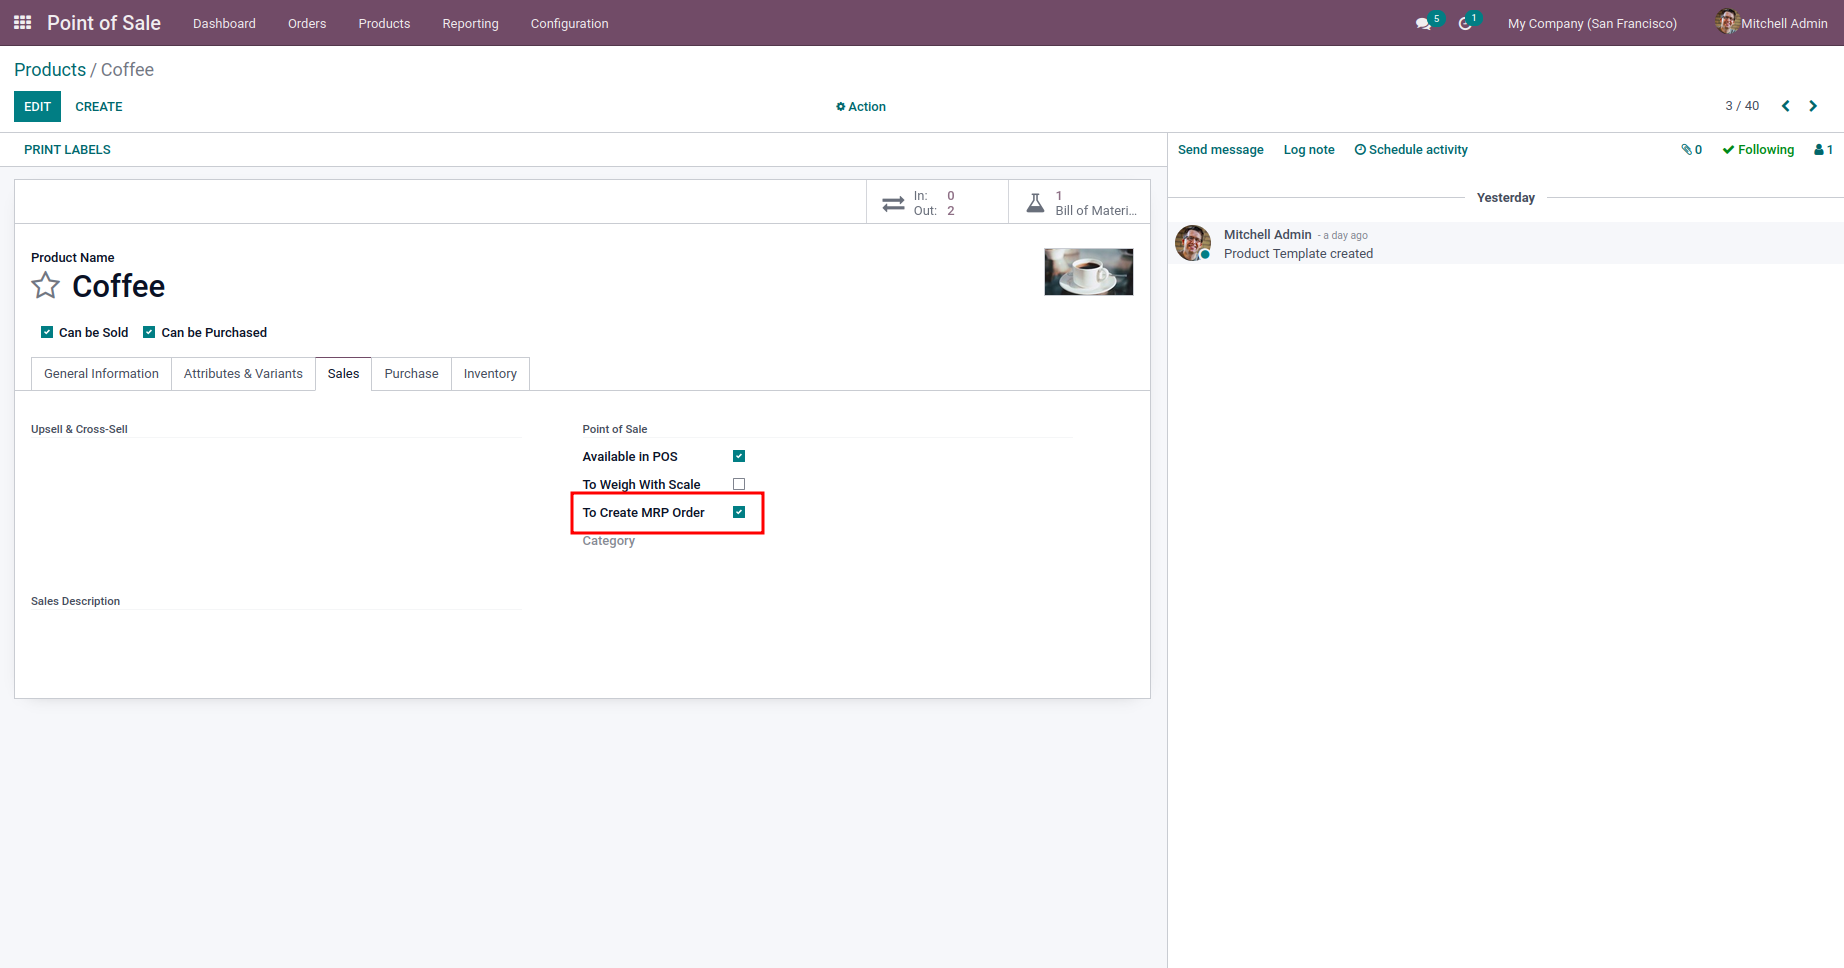 Point of Sale Dashboard Orders Products Reporting Configuration 5 1 My Company (San Francisco) Mitchell Admin
Products / Coffee
EDIT CREATE Action 3 / 40
PRINT LABELS
Send message Log note Schedule activity 0 Following 1
In: 0
Out: 2
1
Bill of Materi...
Yesterday
Mitchell Admin - a day ago
Product Template created
Product Name
Coffee
Can be Sold Can be Purchased
General Information Attributes & Variants Sales Purchase Inventory
Upsell & Cross-Sell
Point of Sale
Available in POS
To Weigh With Scale
To Create MRP Order
Category
Sales Description